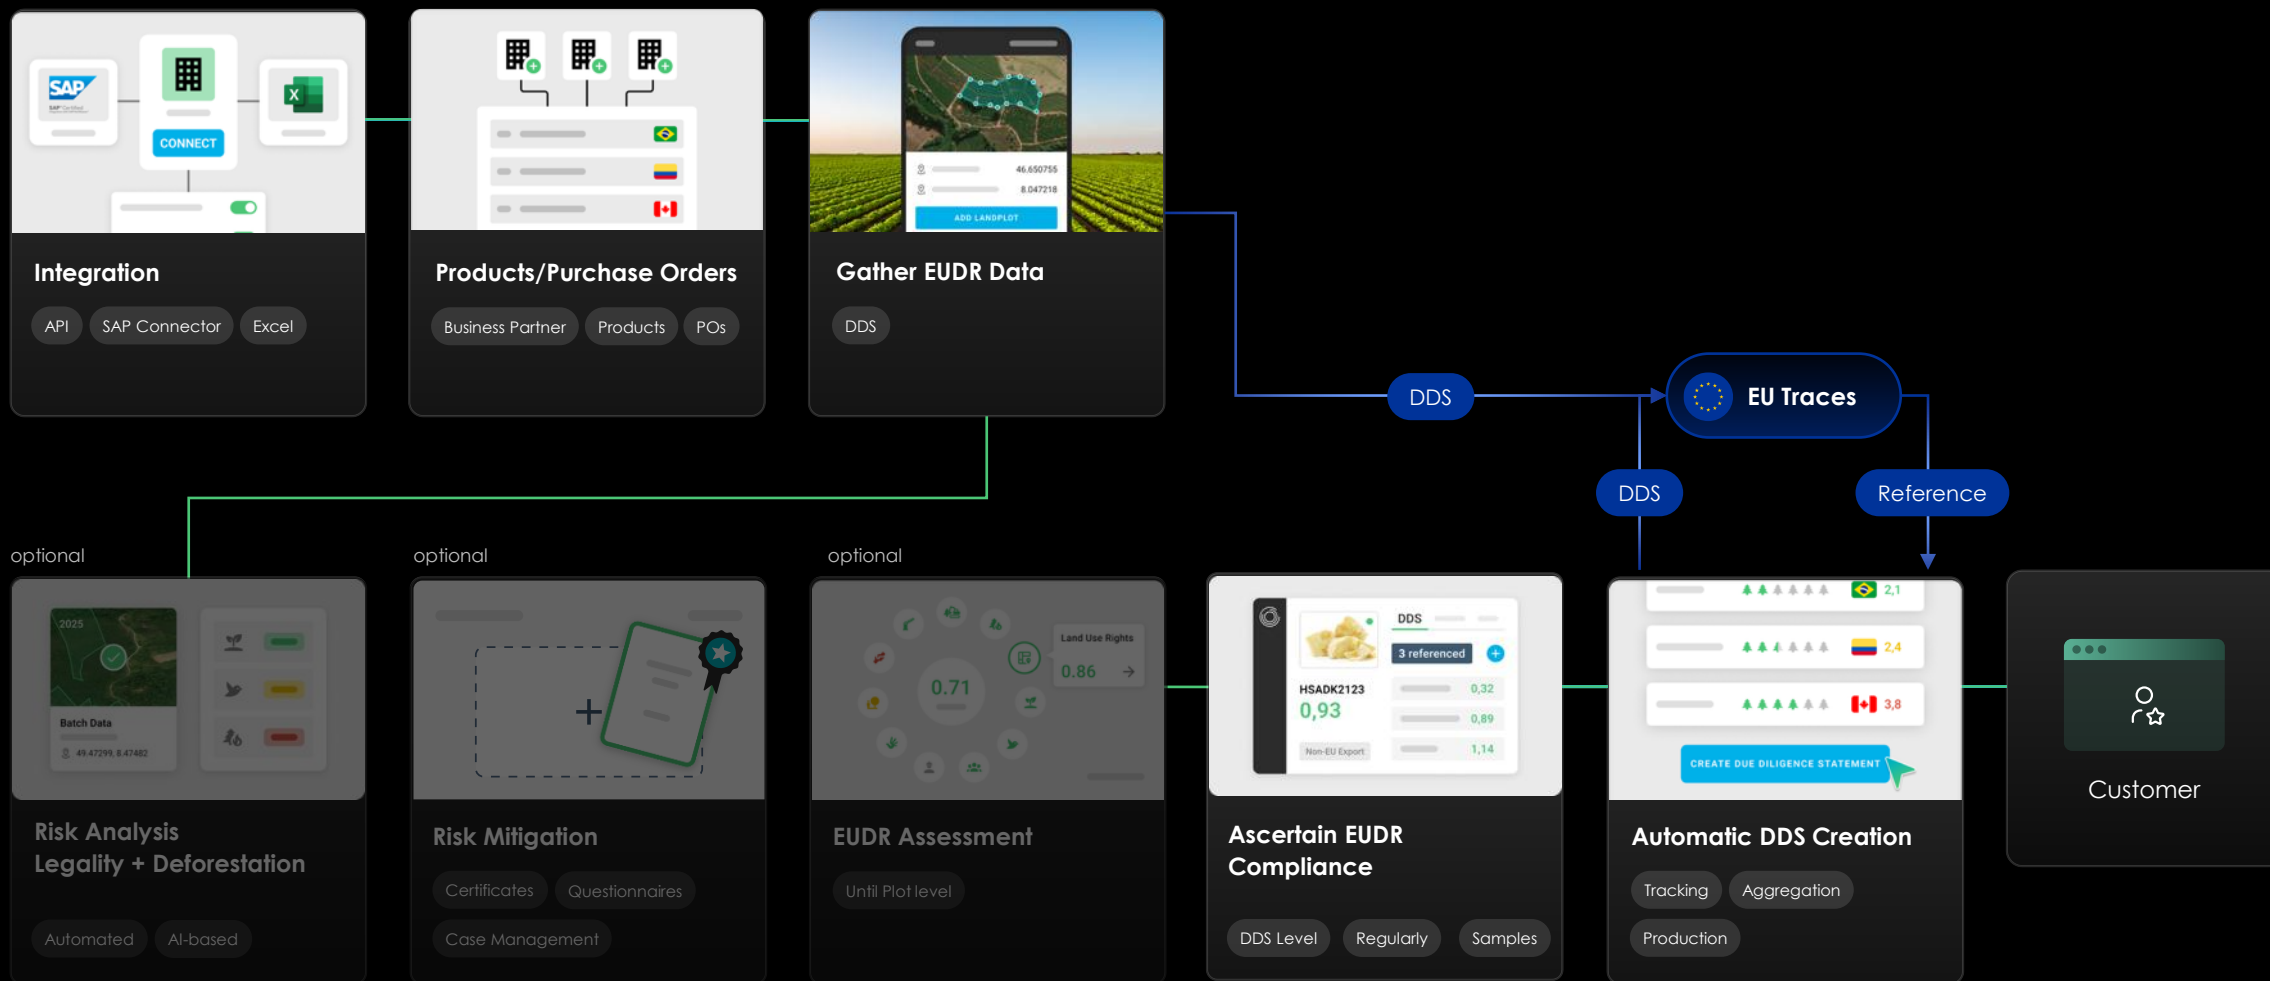 SAP
CONNECT
46.650755
8.047218
ADD LANDPLOT
Integration
API
SAP Connector
Excel
Products/Purchase Orders
Business Partner
Products
POs
Gather EUDR Data
DDS
DDS
EU Traces
DDS
Reference
optional
optional
optional
2025
Batch Data
49.47299, 8.47482
Risk Analysis
Legality + Deforestation
Automated
AI-based
Risk Mitigation
Certificates
Questionnaires
Case Management
0.71
Land Use Rights
0.86
EUDR Assessment
Until Plot level
DDS
3 referenced
HSADK2123
0,93
Non-EU Export
0,32
0,89
1,14
Ascertain EUDR
Compliance
DDS Level
Regularly
Samples
2,1
2,4
3,8
CREATE DUE DILIGENCE STATEMENT
Automatic DDS Creation
Tracking
Aggregation
Production
Customer